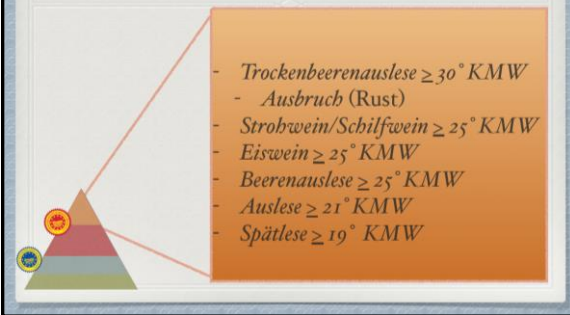 - Trockenbeerenauslese ≥ 30° KMW
- Ausbruch (Rust)
- Strohwein/Schilfwein ≥ 25° KMW
- Eiswein ≥ 25° KMW
- Beerenauslese ≥ 25° KMW
- Auslese ≥ 21° KMW
- Spätlese ≥ 19° KMW